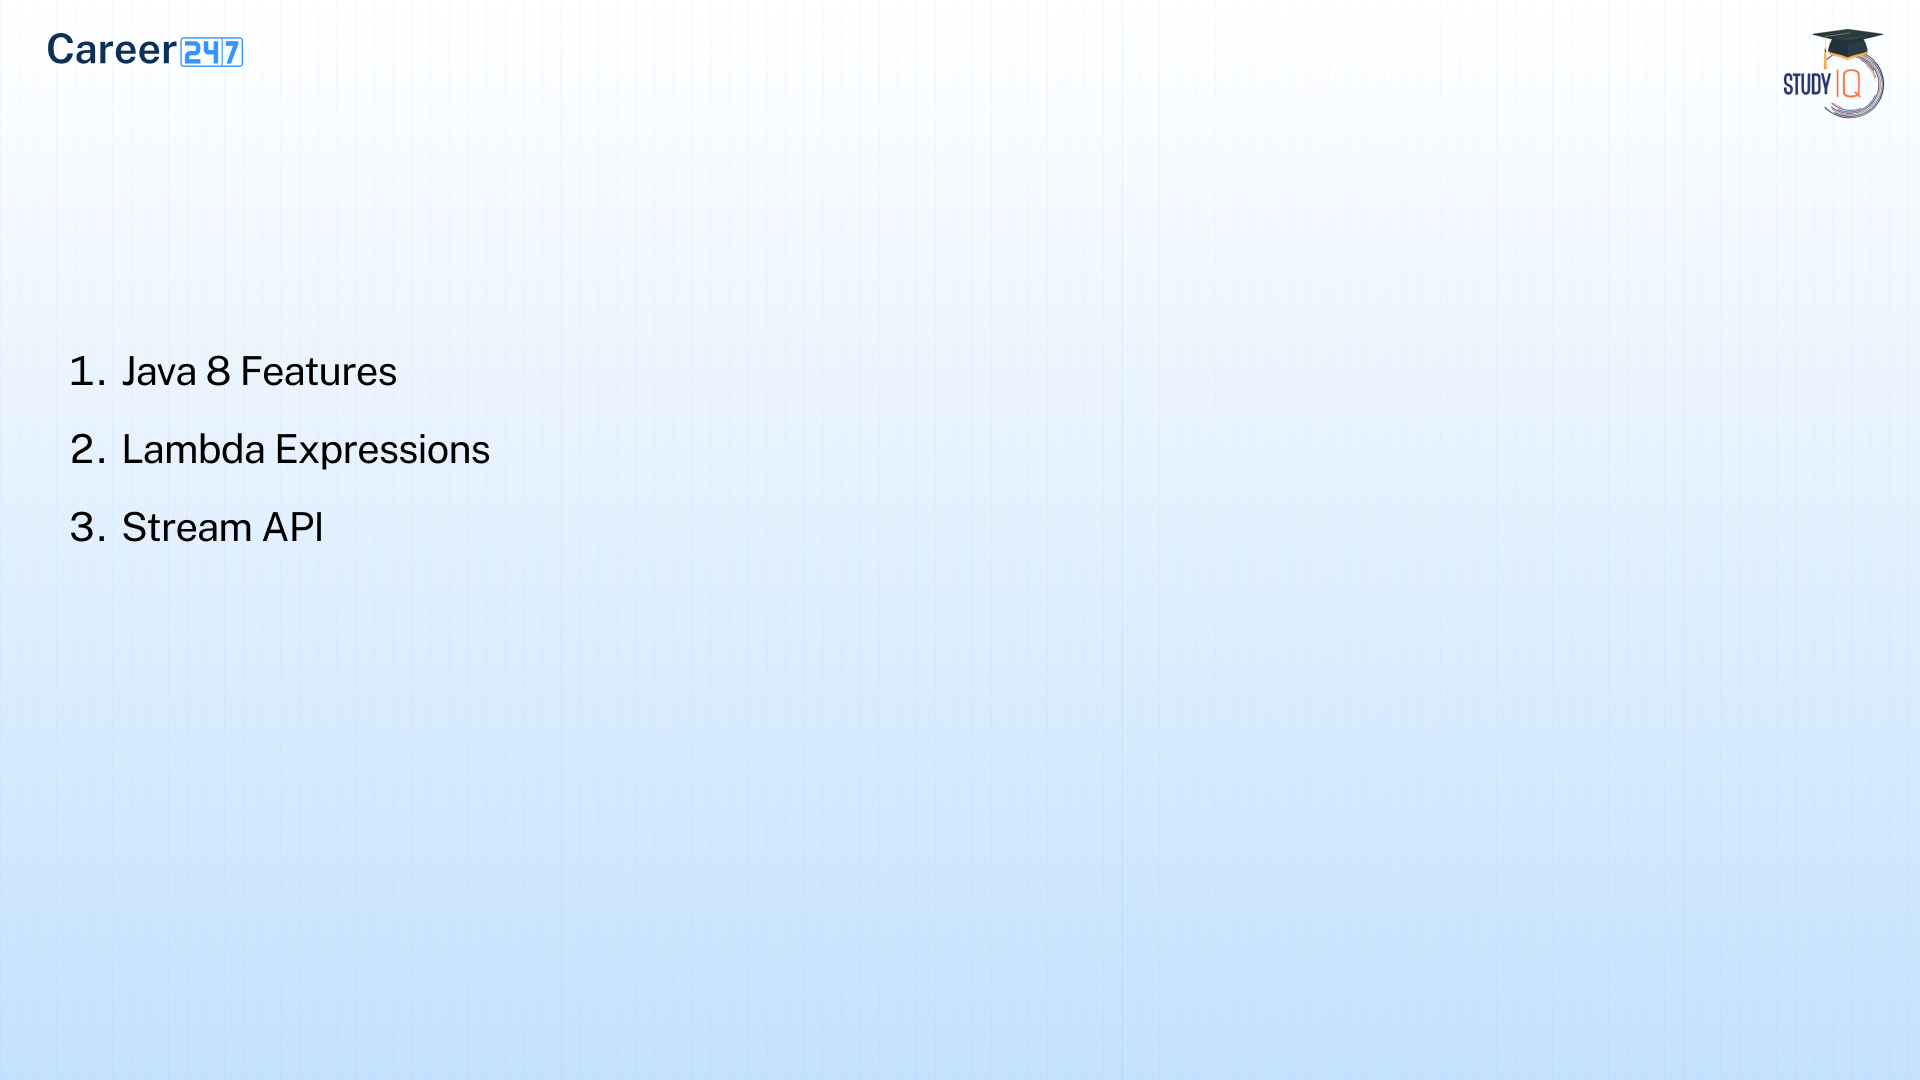 Career247
STUDY IQ
1. Java 8 Features
2. Lambda Expressions
3. Stream API